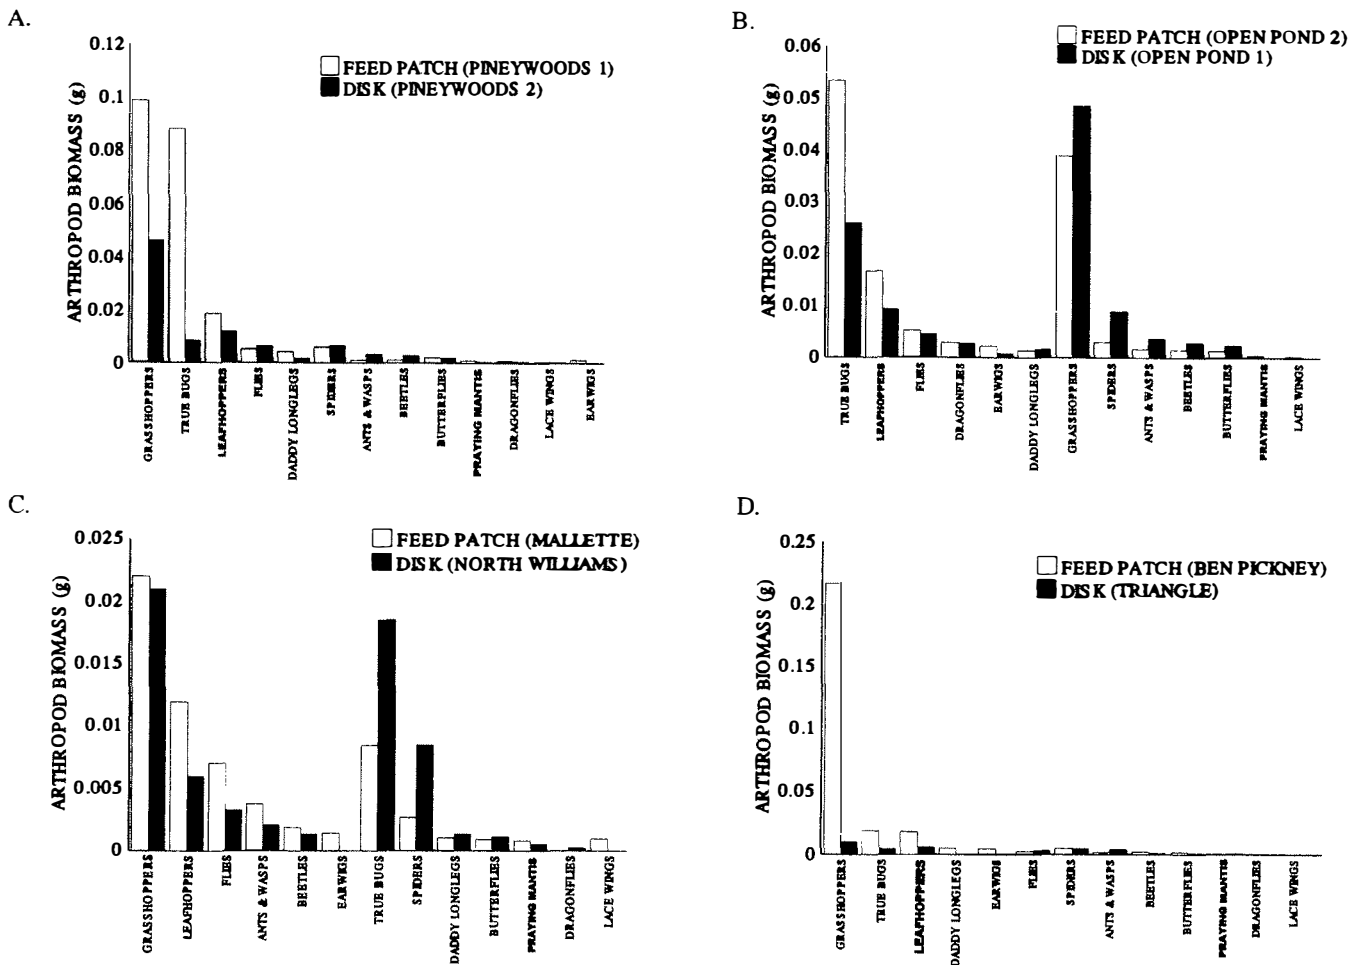 A.
0.12
0.1
0.08
0.06
0.04
0.02
0
ARTHROPOD BIOMASS (g)
FEED PATCH (PINEYWOODS 1)
DISK (PINEYWOODS 2)
GRASSHOPPERS
TRUE BUGS
LEAFHOPPERS
FLIES
DADDY LONGLEGS
SPIDERS
ANTS & WASPS
BEETLES
BUTTERFLIES
PRAYING MANTIS
DRAGONFLIES
LACE WINGS
EARWIGS
B.
0.06
0.05
0.04
0.03
0.02
0.01
0
ARTHROPOD BIOMASS (g)
FEED PATCH (OPEN POND 2)
DISK (OPEN POND 1)
TRUE BUGS
LEAFHOPPERS
FLIES
DRAGONFLIES
EARWIGS
DADDY LONGLEGS
GRASSHOPPERS
SPIDERS
ANTS & WASPS
BEETLES
BUTTERFLIES
PRAYING MANTIS
LACE WINGS
C.
0.025
0.02
0.015
0.01
0.005
0
ARTHROPOD BIOMASS (g)
FEED PATCH (MALLETTE)
DISK (NORTH WILLIAMS)
GRASSHOPPERS
LEAFHOPPERS
FLIES
ANTS & WASPS
BEETLES
EARWIGS
TRUE BUGS
SPIDERS
DADDY LONGLEGS
BUTTERFLIES
PRAYING MANTIS
DRAGONFLIES
LACE WINGS
D.
0.25
0.2
0.15
0.1
0.05
0
ARTHROPOD BIOMASS (g)
FEED PATCH (BEN PICKNEY)
DISK (TRIANGLE)
GRASSHOPPERS
TRUE BUGS
LEAFHOPPERS
DADDY LONGLEGS
EARWIGS
FLIES
SPIDERS
ANTS & WASPS
BEETLES
BUTTERFLIES
PRAYING MANTIS
DRAGONFLIES
LACE WINGS